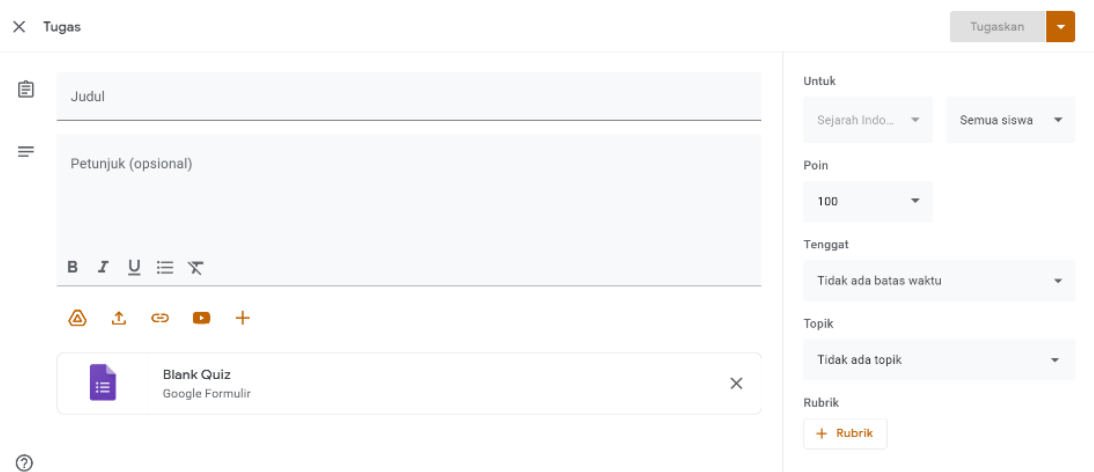 Tugas
Tugaskan
Judul
Petunjuk (opsional)
B I U
Blank Quiz
Google Formulir
Untuk
Sejarah Indo...
Semua siswa
Poin
100
Tenggat
Tidak ada batas waktu
Topik
Tidak ada topik
Rubrik
+ Rubrik